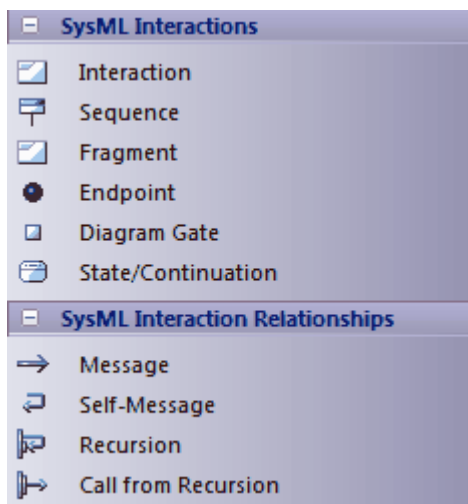 SysML Interactions
Interaction
Sequence
Fragment
Endpoint
Diagram Gate
State/Continuation
SysML Interaction Relationships
Message
Self-Message
Recursion
Call from Recursion